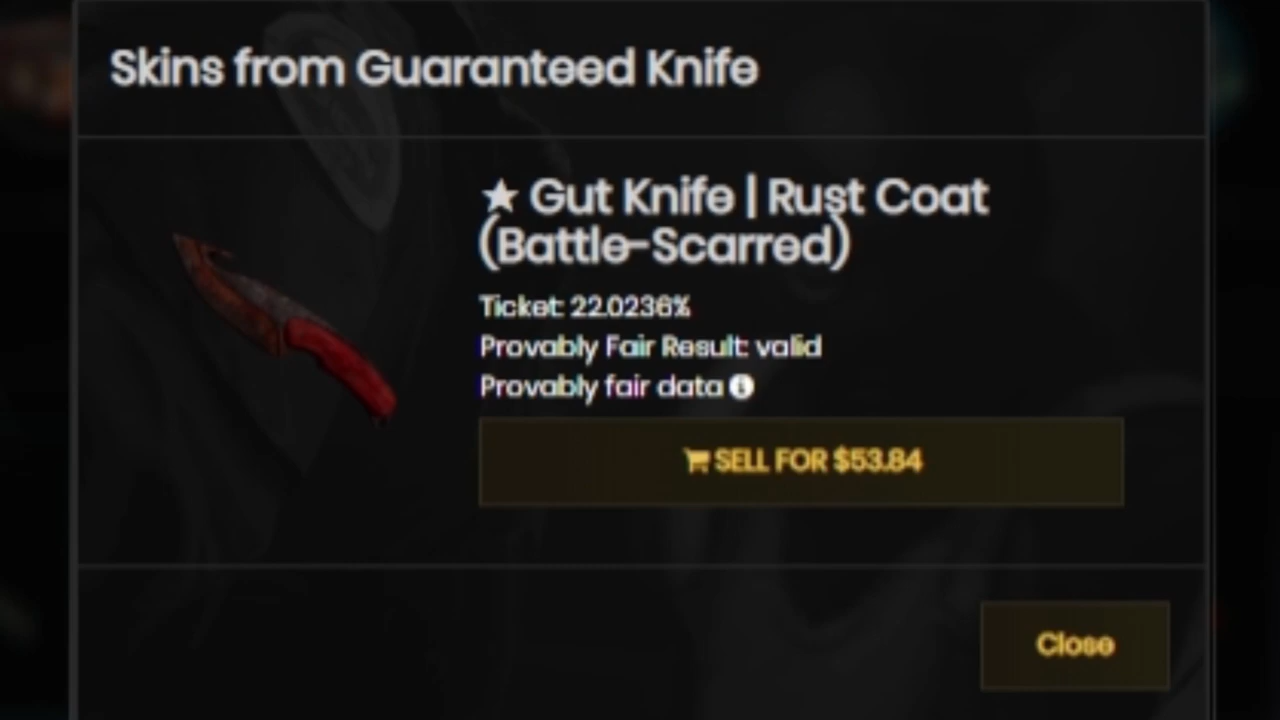 Skins from Guaranteed Knife
★ Gut Knife | Rust Coat
(Battle-Scarred)
Ticket: 22.0236%
Provably Fair Result: valid
Provably fair data
SELL FOR $53.84
Close